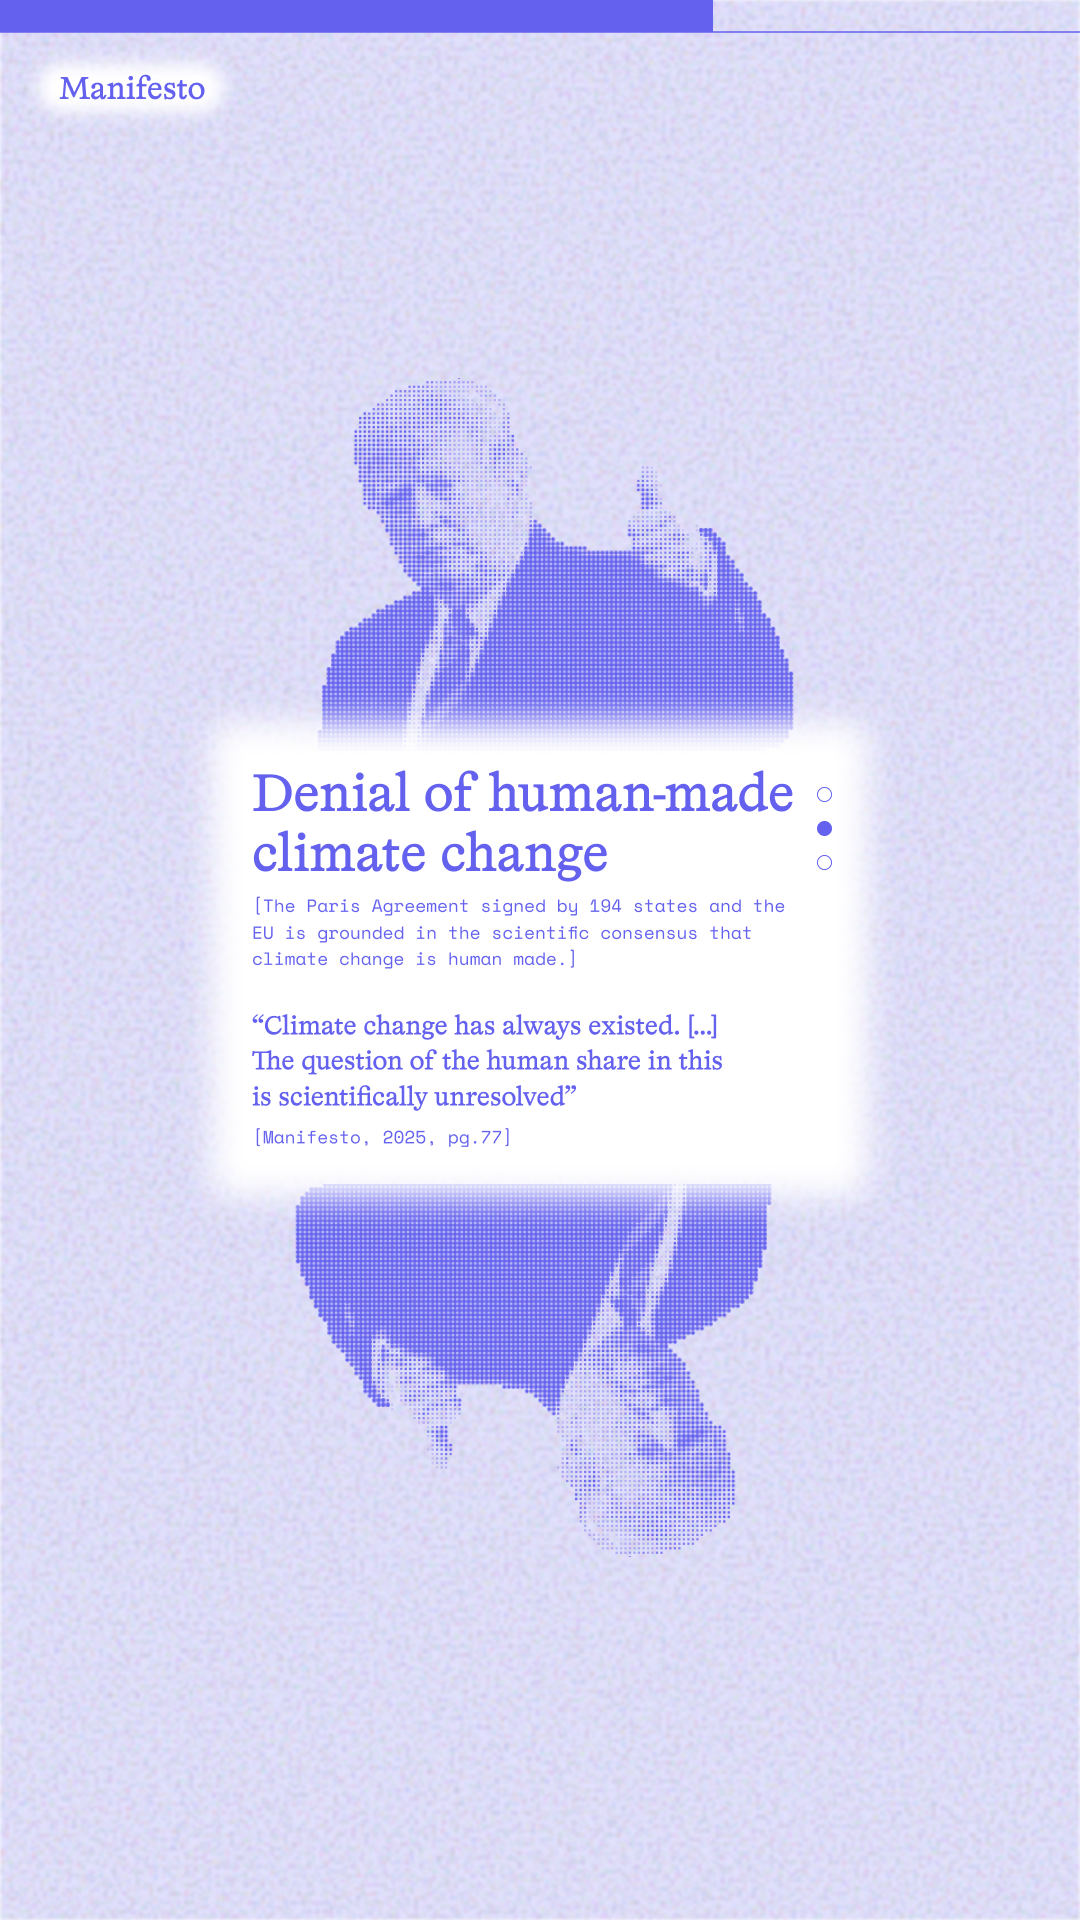 Manifesto
Denial of human-made
climate change
[The Paris Agreement signed by 194 states and the
EU is grounded in the scientific consensus that
climate change is human made.]
“Climate change has always existed. [...]
The question of the human share in this
is scientifically unresolved”
[Manifesto, 2025, pg.77]